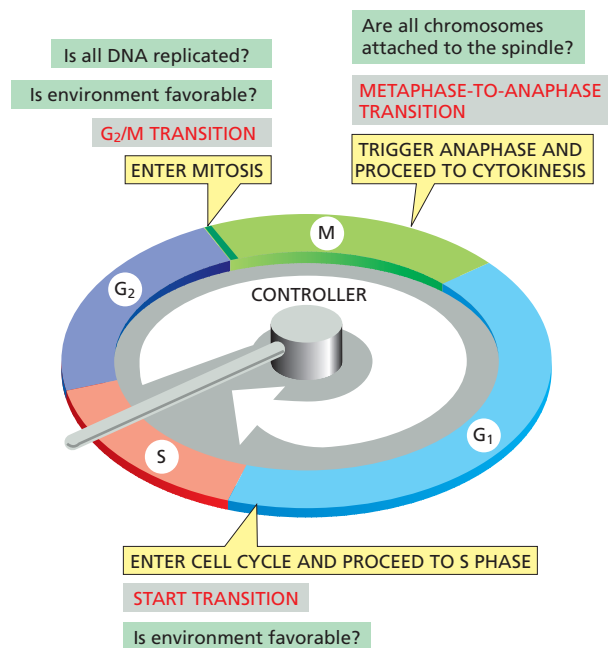 Is all DNA replicated?
Is environment favorable?
G₂/M TRANSITION
ENTER MITOSIS
Are all chromosomes
attached to the spindle?
METAPHASE-TO-ANAPHASE
TRANSITION
TRIGGER ANAPHASE AND
PROCEED TO CYTOKINESIS
M
G₂
CONTROLLER
S
G₁
ENTER CELL CYCLE AND PROCEED TO S PHASE
START TRANSITION
Is environment favorable?